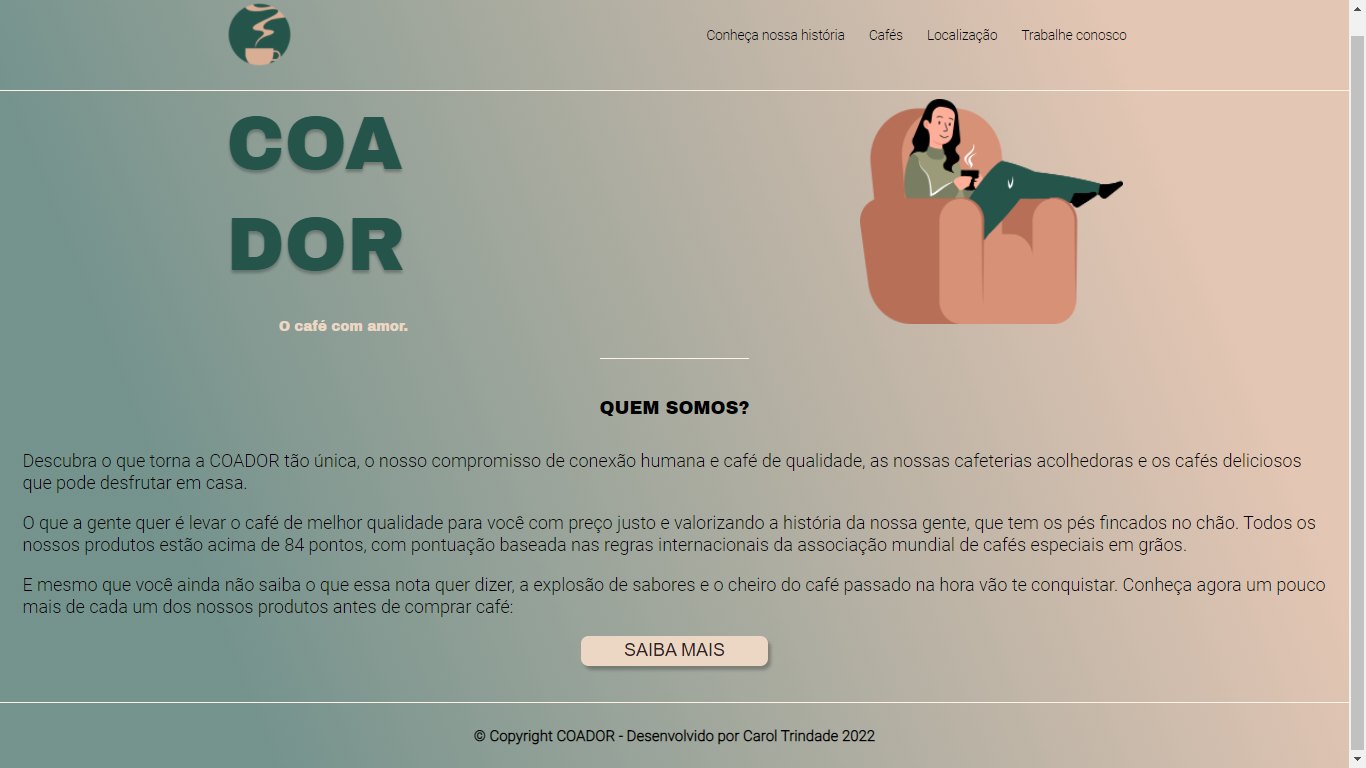 Conheça nossa história Cafés Localização Trabalhe conosco
COA
DOR
O café com amor.
QUEM SOMOS?
Descubra o que torna a COADOR tão única, o nosso compromisso de conexão humana e café de qualidade, as nossas cafeterias acolhedoras e os cafés deliciosos
que pode desfrutar em casa.
O que a gente quer é levar o café de melhor qualidade para você com preço justo e valorizando a história da nossa gente, que tem os pés fincados no chão. Todos os
nossos produtos estão acima de 84 pontos, com pontuação baseada nas regras internacionais da associação mundial de cafés especiais em grãos.
E mesmo que você ainda não saiba o que essa nota quer dizer, a explosão de sabores e o cheiro do café passado na hora vão te conquistar. Conheça agora um pouco
mais de cada um dos nossos produtos antes de comprar café:
SAIBA MAIS
© Copyright COADOR - Desenvolvido por Carol Trindade 2022